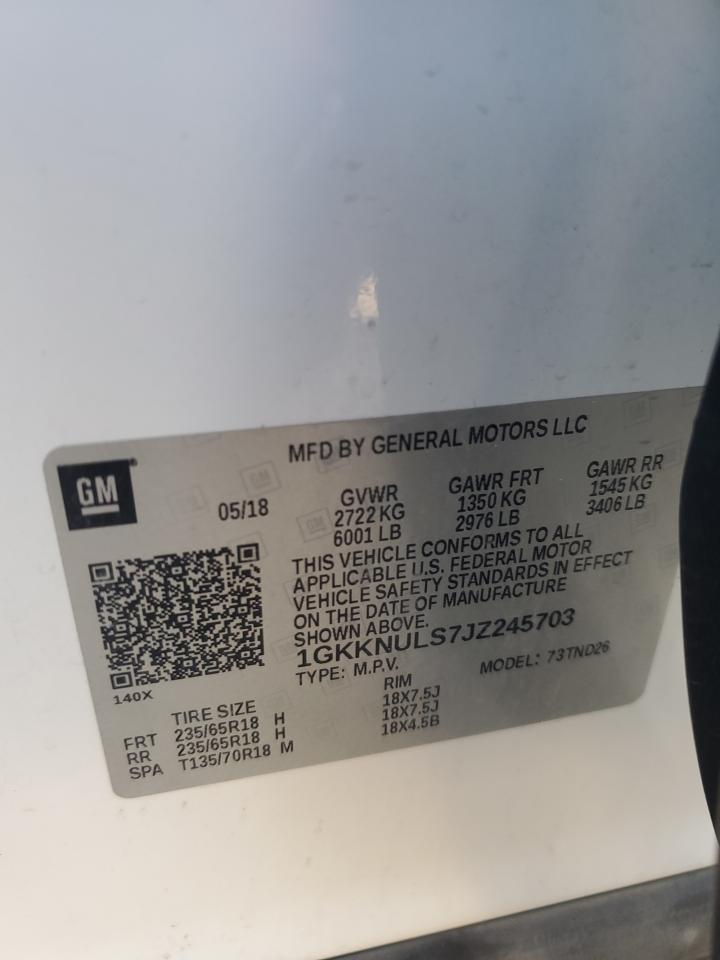 MFD BY GENERAL MOTORS LLC
GM
05/18
GVWR
2722 KG
6001 LB
GAWR FRT
1350 KG
2976 LB
GAWR RR
1545 KG
3406 LB
THIS VEHICLE CONFORMS TO ALL
APPLICABLE U.S. FEDERAL MOTOR
VEHICLE SAFETY STANDARDS IN EFFECT
ON THE DATE OF MANUFACTURE
SHOWN ABOVE.
1GKKNULS7JZ245703
TYPE: M.P.V.
MODEL: 73TND26
140X
TIRE SIZE
RIM
FRT 235/65R18 H 18X7.5J
RR 235/65R18 H 18X7.5J
SPA T135/70R18 M 18X4.5B